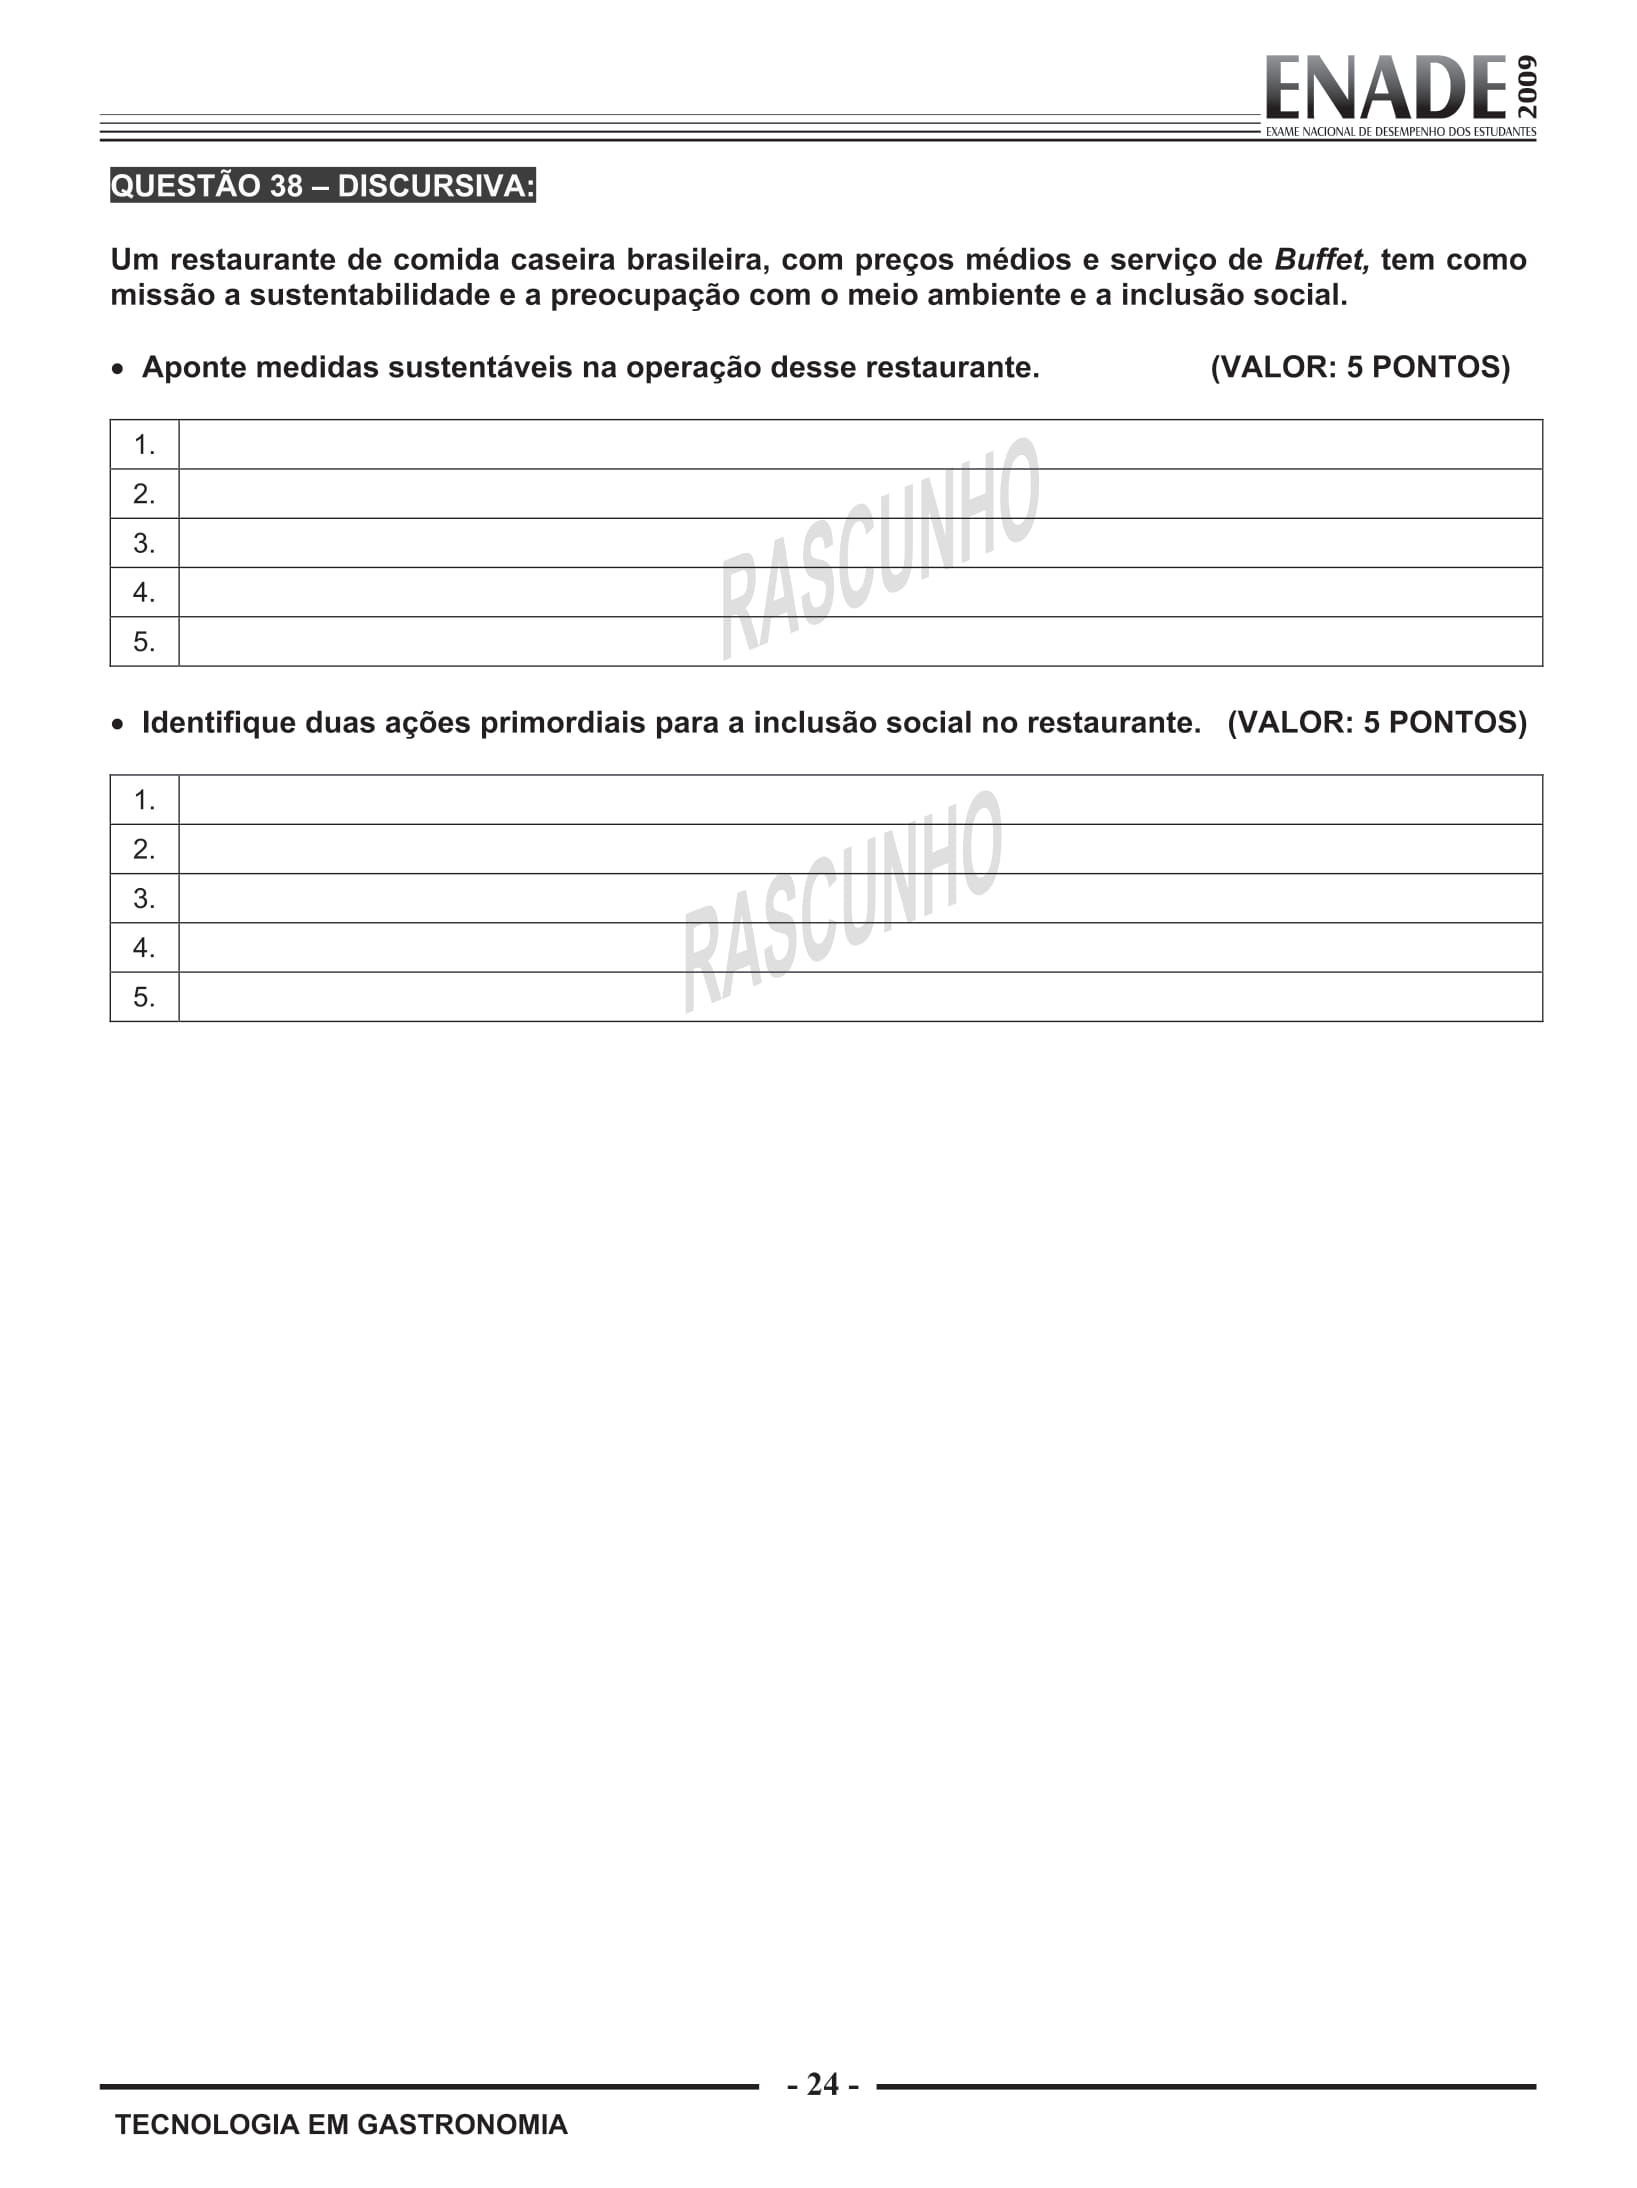 ENADE 2009
EXAME NACIONAL DE DESEMPENHO DOS ESTUDANTES
QUESTÃO 38 – DISCURSIVA:
Um restaurante de comida caseira brasileira, com preços médios e serviço de Buffet, tem como
missão a sustentabilidade e a preocupação com o meio ambiente e a inclusão social.
• Aponte medidas sustentáveis na operação desse restaurante. (VALOR: 5 PONTOS)
1.
2.
3.
4.
5.
RASCUNHO
• Identifique duas ações primordiais para a inclusão social no restaurante. (VALOR: 5 PONTOS)
1.
2.
3.
4.
5.
RASCUNHO
- 24 -
TECNOLOGIA EM GASTRONOMIA